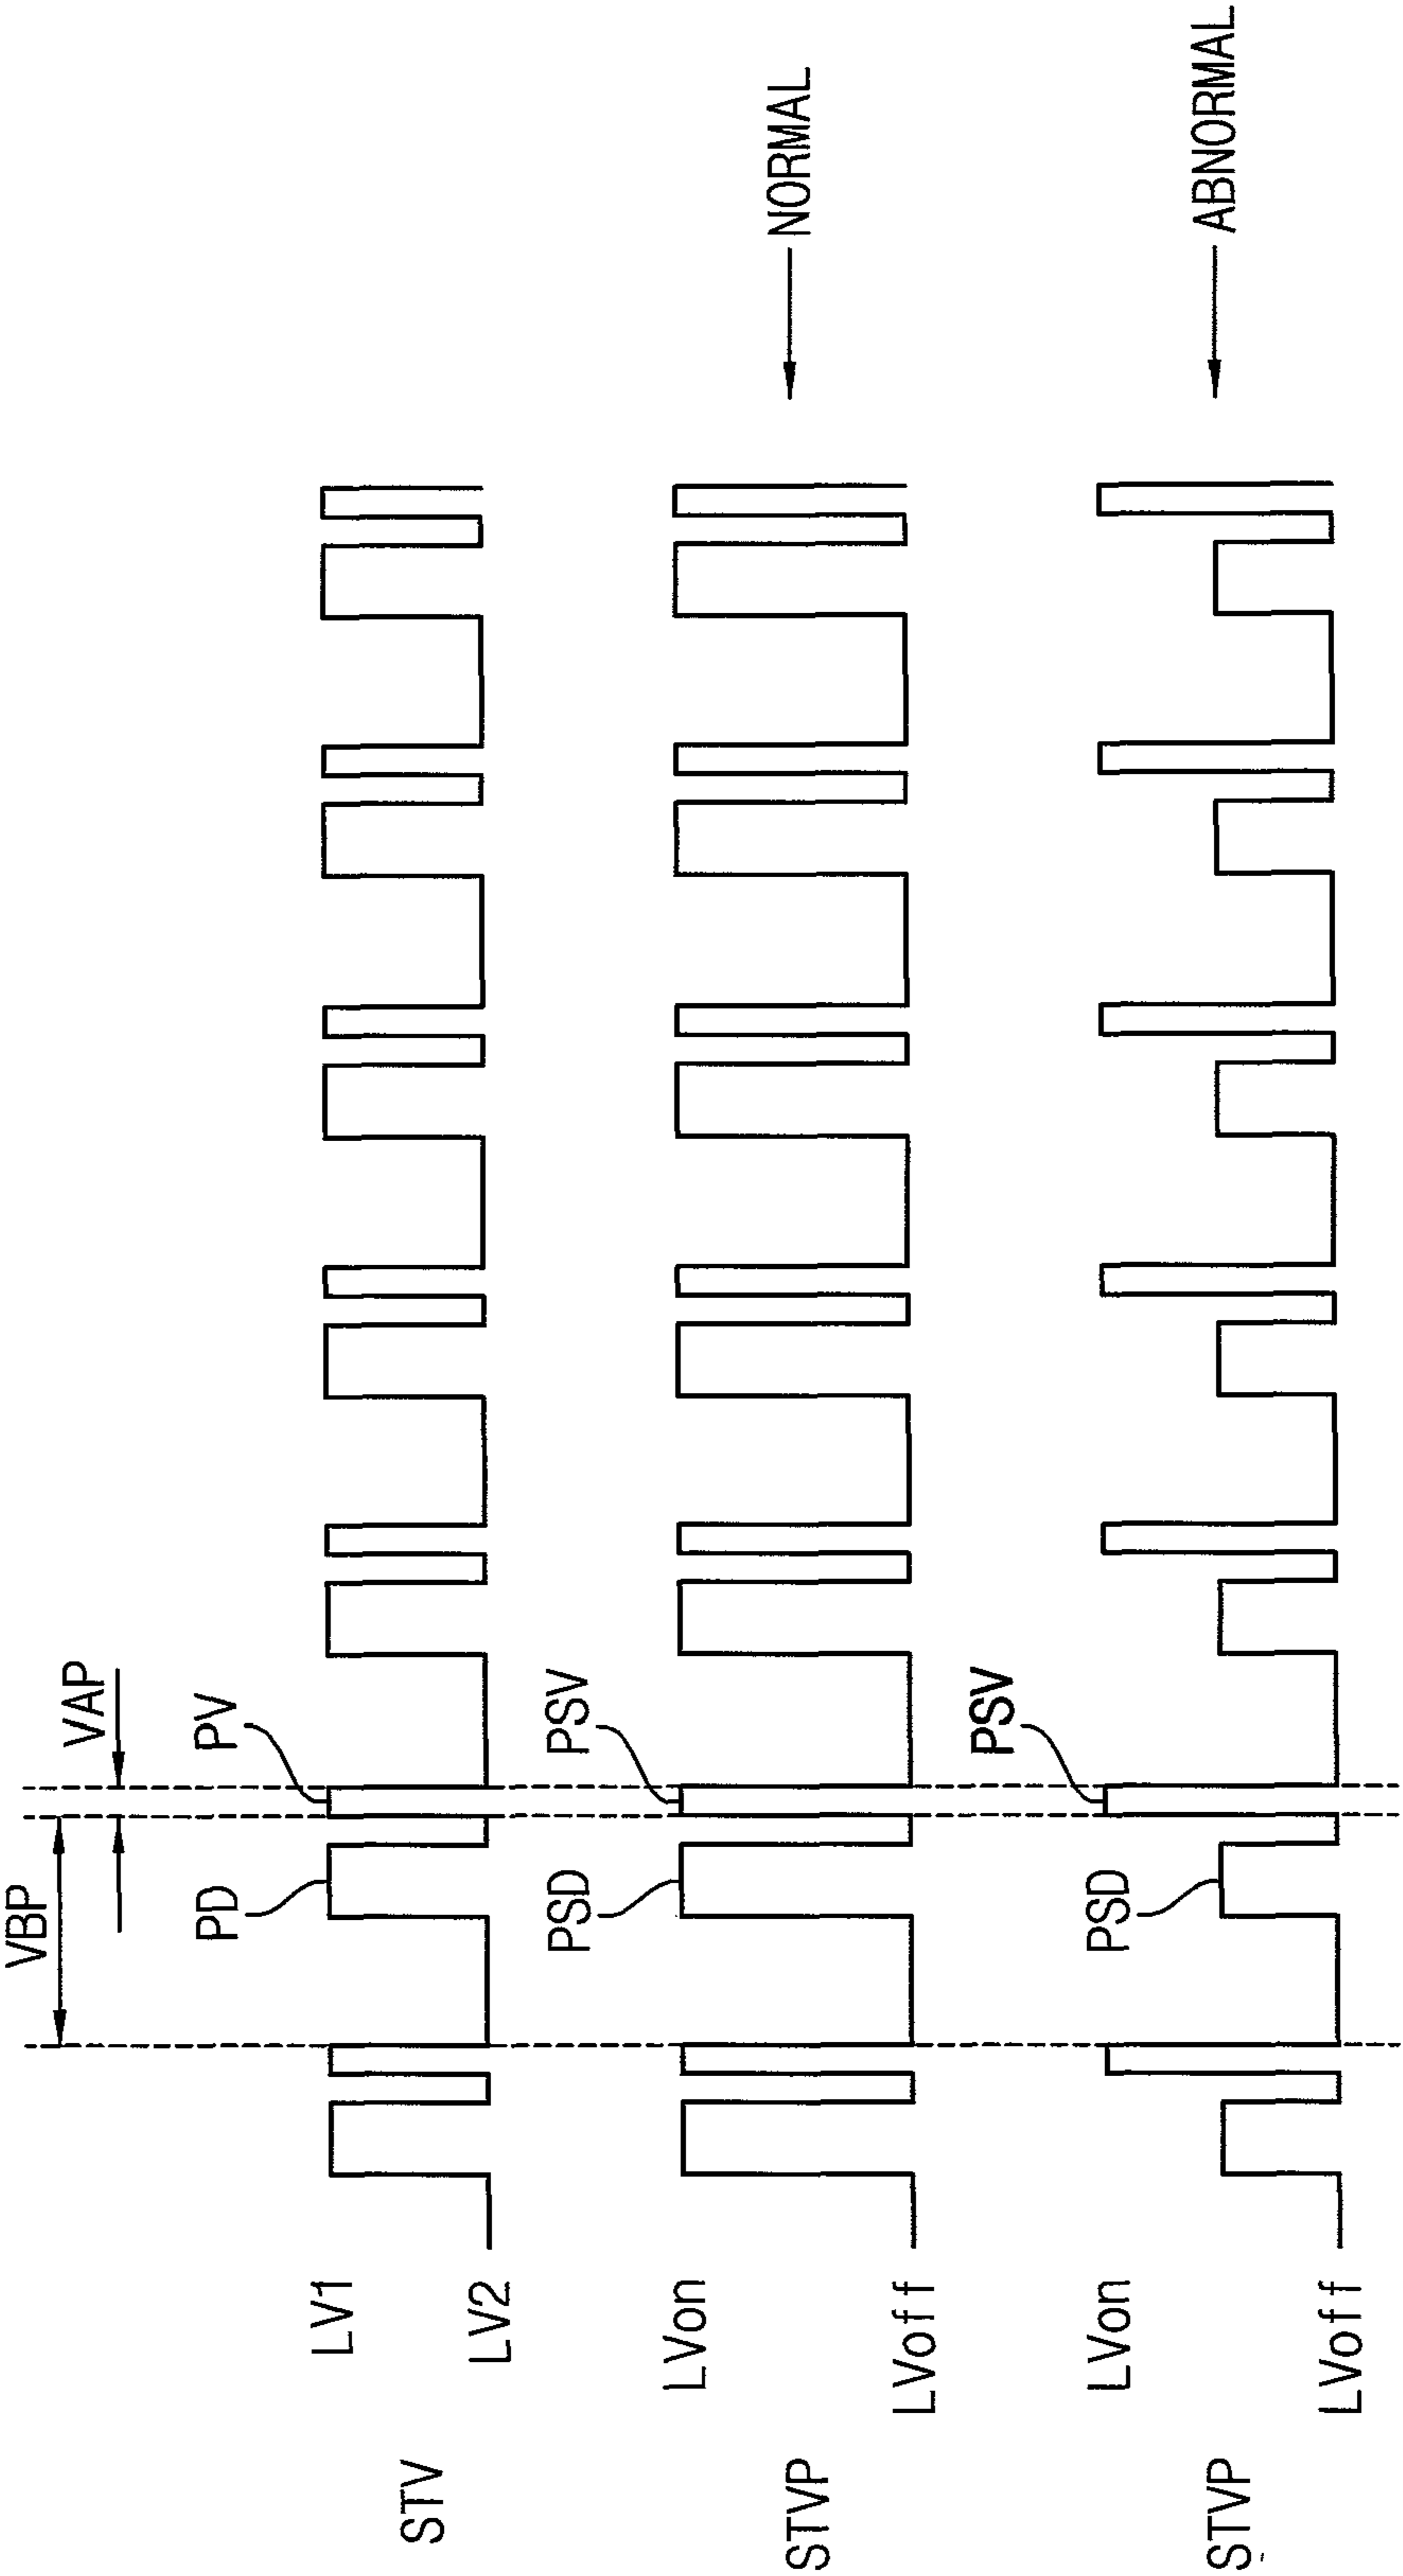 VBP
VAP
PD
PV
LV1
STV
LV2
PSD
PSV
LVon
STVP
NORMAL
LVoff
PSD
PSV
LVon
STVP
ABNORMAL
LVoff